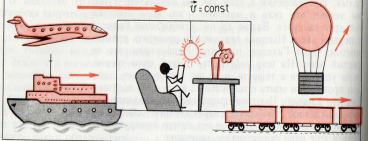 υ⃗ = const